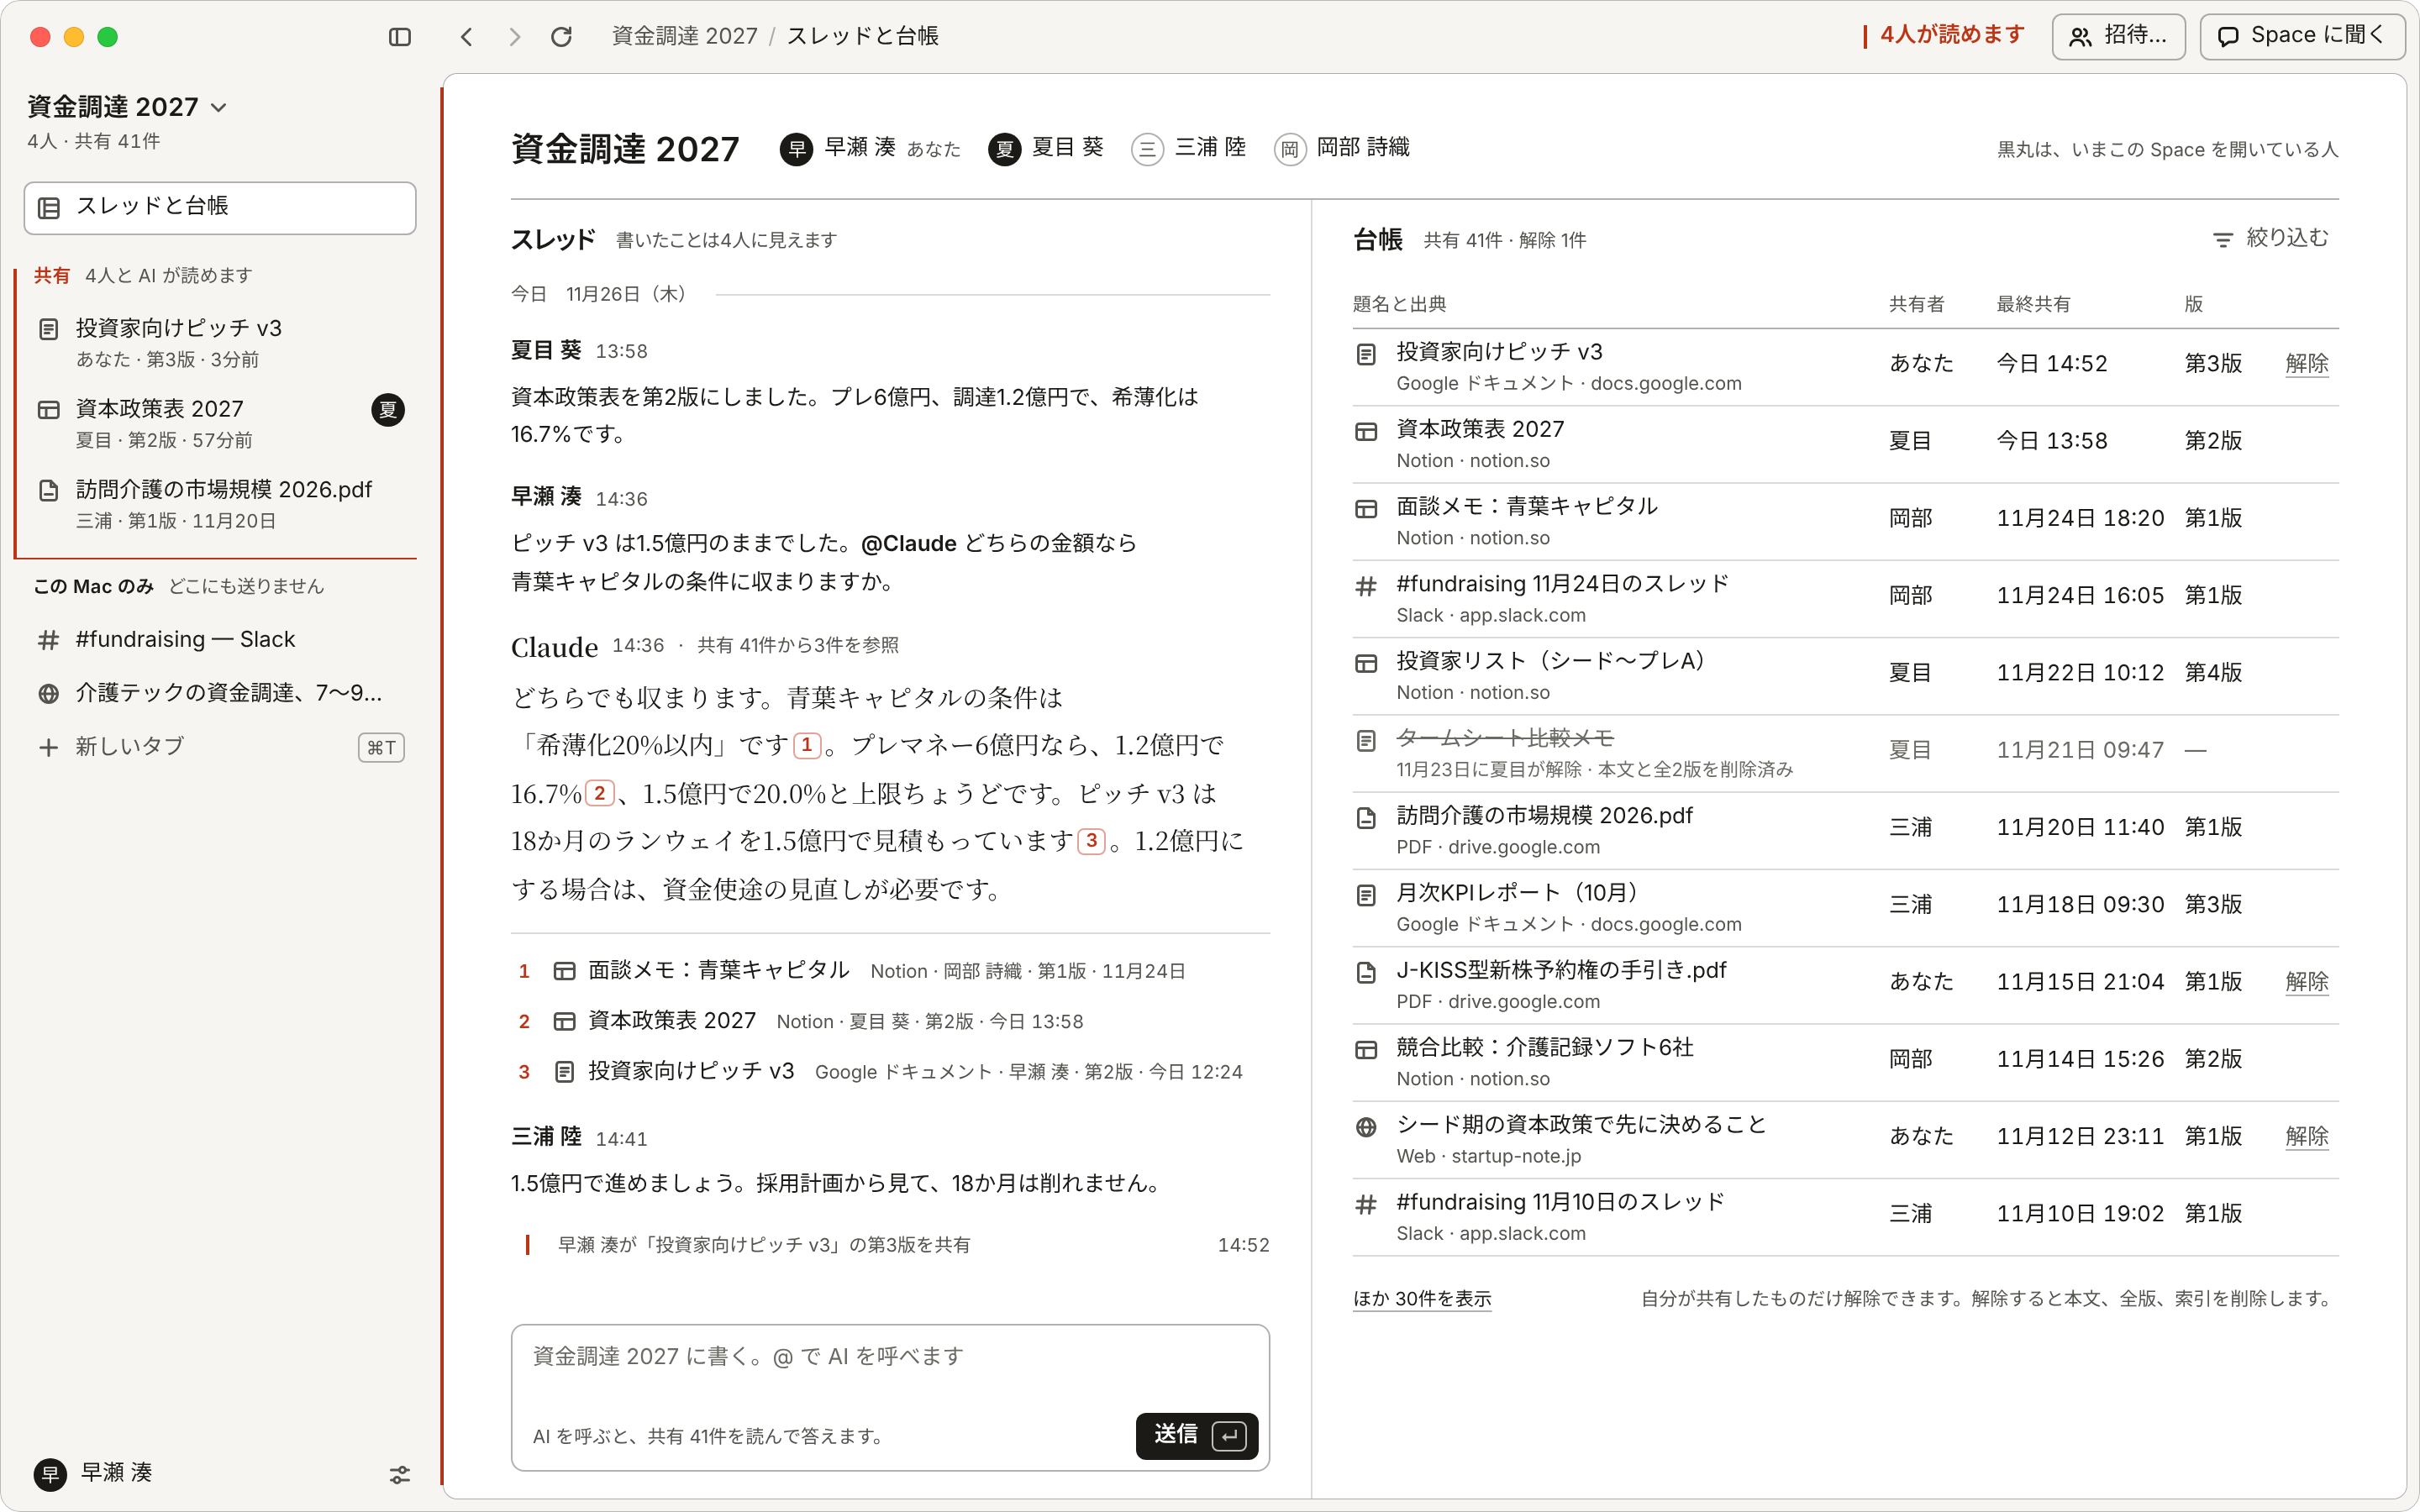 資金調達 2027 / スレッドと台帳
4人が読めます
招待...
Space に聞く
資金調達 2027
4人 · 共有 41件
スレッドと台帳
共有 4人と AI が読めます
投資家向けピッチ v3
あなた · 第3版 · 3分前
資本政策表 2027
夏
夏目 · 第2版 · 57分前
訪問介護の市場規模 2026.pdf
三浦 · 第1版 · 11月20日
この Mac のみ どこにも送りません
#fundraising — Slack
介護テックの資金調達、7〜9...
新しいタブ ⌘T
早 早瀬 湊
資金調達 2027
早 早瀬 湊 あなた
夏 夏目 葵
三 三浦 陸
岡 岡部 詩織
黒丸は、いまこの Space を開いている人
スレッド 書いたことは4人に見えます
今日 11月26日（木）
夏目 葵 13:58
資本政策表を第2版にしました。プレ6億円、調達1.2億円で、希薄化は
16.7%です。
早瀬 湊 14:36
ピッチ v3 は1.5億円のままでした。@Claude どちらの金額なら
青葉キャピタルの条件に収まりますか。
Claude 14:36 · 共有 41件から3件を参照
どちらでも収まります。青葉キャピタルの条件は
「希薄化20%以内」です 1 。プレマネー6億円なら、1.2億円で
16.7% 2 、1.5億円で20.0%と上限ちょうどです。ピッチ v3 は
18か月のランウェイを1.5億円で見積もっています 3 。1.2億円に
する場合は、資金使途の見直しが必要です。
1 面談メモ：青葉キャピタル Notion · 岡部 詩織 · 第1版 · 11月24日
2 資本政策表 2027 Notion · 夏目 葵 · 第2版 · 今日 13:58
3 投資家向けピッチ v3 Google ドキュメント · 早瀬 湊 · 第2版 · 今日 12:24
三浦 陸 14:41
1.5億円で進めましょう。採用計画から見て、18か月は削れません。
早瀬 湊が「投資家向けピッチ v3」の第3版を共有 14:52
資金調達 2027 に書く。@ で AI を呼べます
AI を呼ぶと、共有 41件を読んで答えます。
送信
台帳 共有 41件 · 解除 1件
絞り込む
題名と出典 共有者 最終共有 版
投資家向けピッチ v3
Google ドキュメント · docs.google.com
あなた 今日 14:52 第3版 解除
資本政策表 2027
Notion · notion.so
夏目 今日 13:58 第2版
面談メモ：青葉キャピタル
Notion · notion.so
岡部 11月24日 18:20 第1版
#fundraising 11月24日のスレッド
Slack · app.slack.com
岡部 11月24日 16:05 第1版
投資家リスト（シード〜プレA）
Notion · notion.so
夏目 11月22日 10:12 第4版
タームシート比較メモ
11月23日に夏目が解除 · 本文と全2版を削除済み
夏目 11月21日 09:47 —
訪問介護の市場規模 2026.pdf
PDF · drive.google.com
三浦 11月20日 11:40 第1版
月次KPIレポート（10月）
Google ドキュメント · docs.google.com
三浦 11月18日 09:30 第3版
J-KISS型新株予約権の手引き.pdf
PDF · drive.google.com
あなた 11月15日 21:04 第1版 解除
競合比較：介護記録ソフト6社
Notion · notion.so
岡部 11月14日 15:26 第2版
シード期の資本政策で先に決めること
Web · startup-note.jp
あなた 11月12日 23:11 第1版 解除
#fundraising 11月10日のスレッド
Slack · app.slack.com
三浦 11月10日 19:02 第1版
ほか 30件を表示
自分が共有したものだけ解除できます。解除すると本文、全版、索引を削除します。